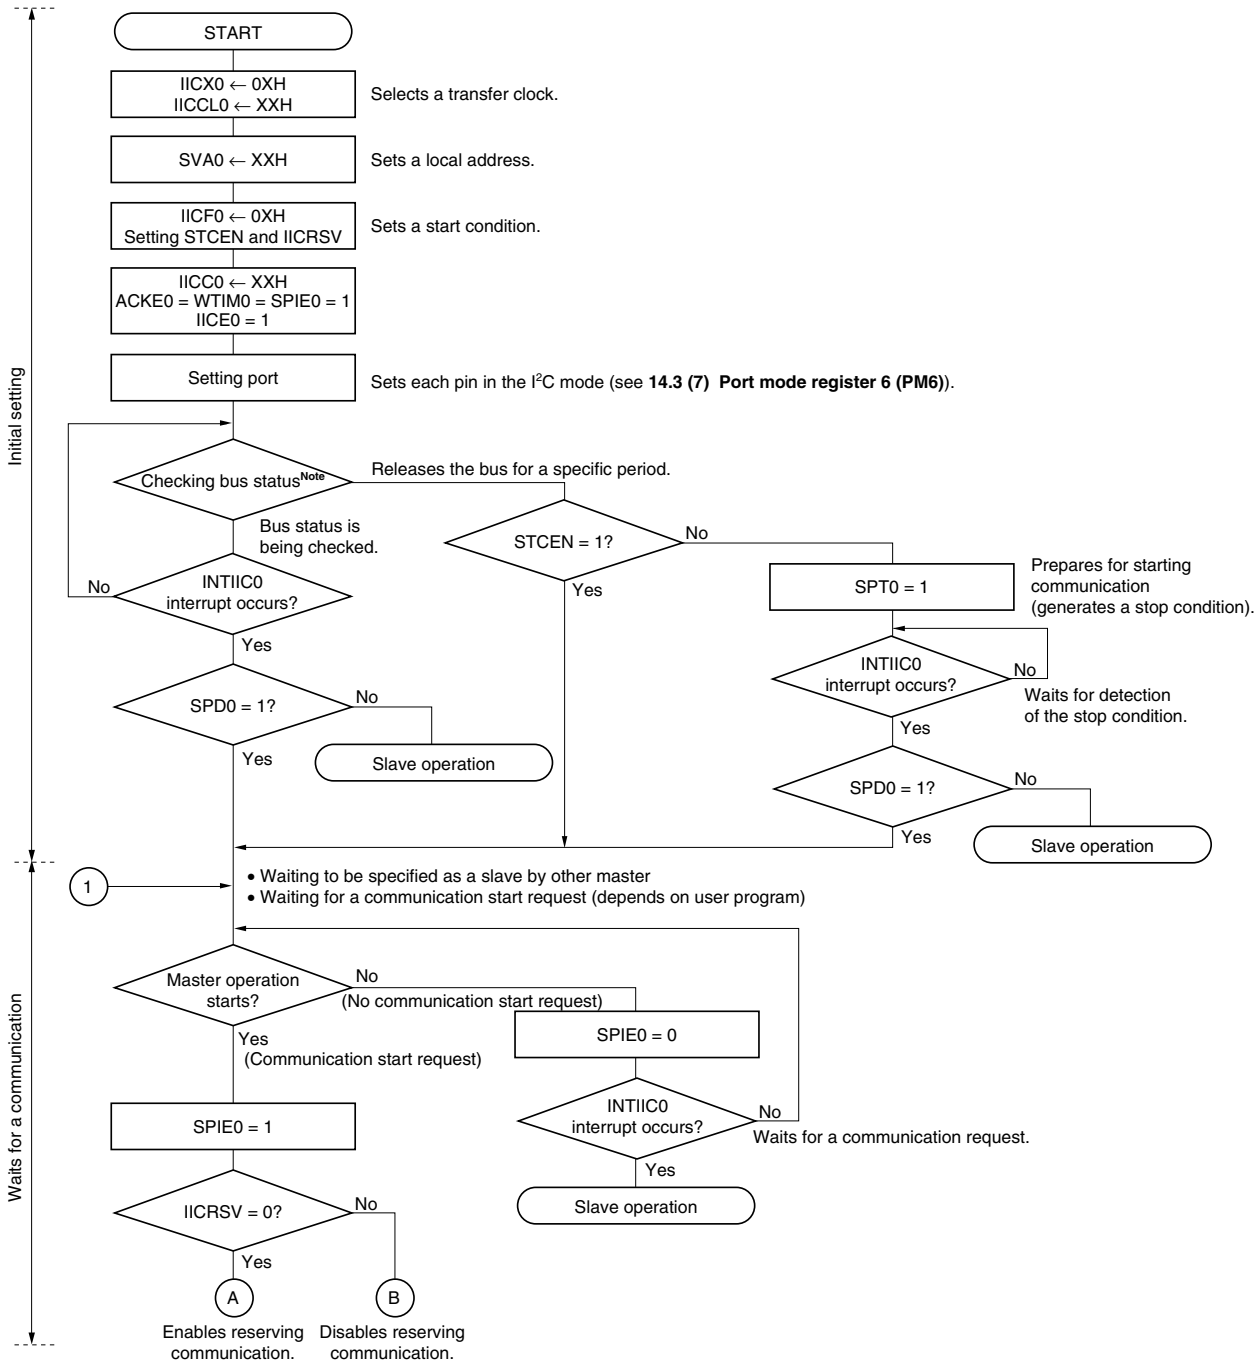 START
IICX0 ← 0XH
IICCL0 ← XXH
Selects a transfer clock.
SVA0 ← XXH
Sets a local address.
IICF0 ← 0XH
Setting STCEN and IICRSV
Sets a start condition.
IICC0 ← XXH
ACKE0 = WTIM0 = SPIE0 = 1
IICE0 = 1
Setting port
Sets each pin in the I²C mode (see 14.3 (7) Port mode register 6 (PM6)).
Initial setting
Checking bus statusNote
Releases the bus for a specific period.
Bus status is
being checked.
STCEN = 1?
No
Yes
SPT0 = 1
Prepares for starting
communication
(generates a stop condition).
INTIIC0
interrupt occurs?
No
Yes
INTIIC0
interrupt occurs?
No
Waits for detection
of the stop condition.
Yes
SPD0 = 1?
No
Yes
Slave operation
SPD0 = 1?
No
Yes
Slave operation
1
• Waiting to be specified as a slave by other master
• Waiting for a communication start request (depends on user program)
Waits for a communication
Master operation
starts?
No
(No communication start request)
Yes
(Communication start request)
SPIE0 = 0
INTIIC0
interrupt occurs?
No
Waits for a communication request.
Yes
Slave operation
SPIE0 = 1
IICRSV = 0?
No
Yes
A
B
Enables reserving
communication.
Disables reserving
communication.